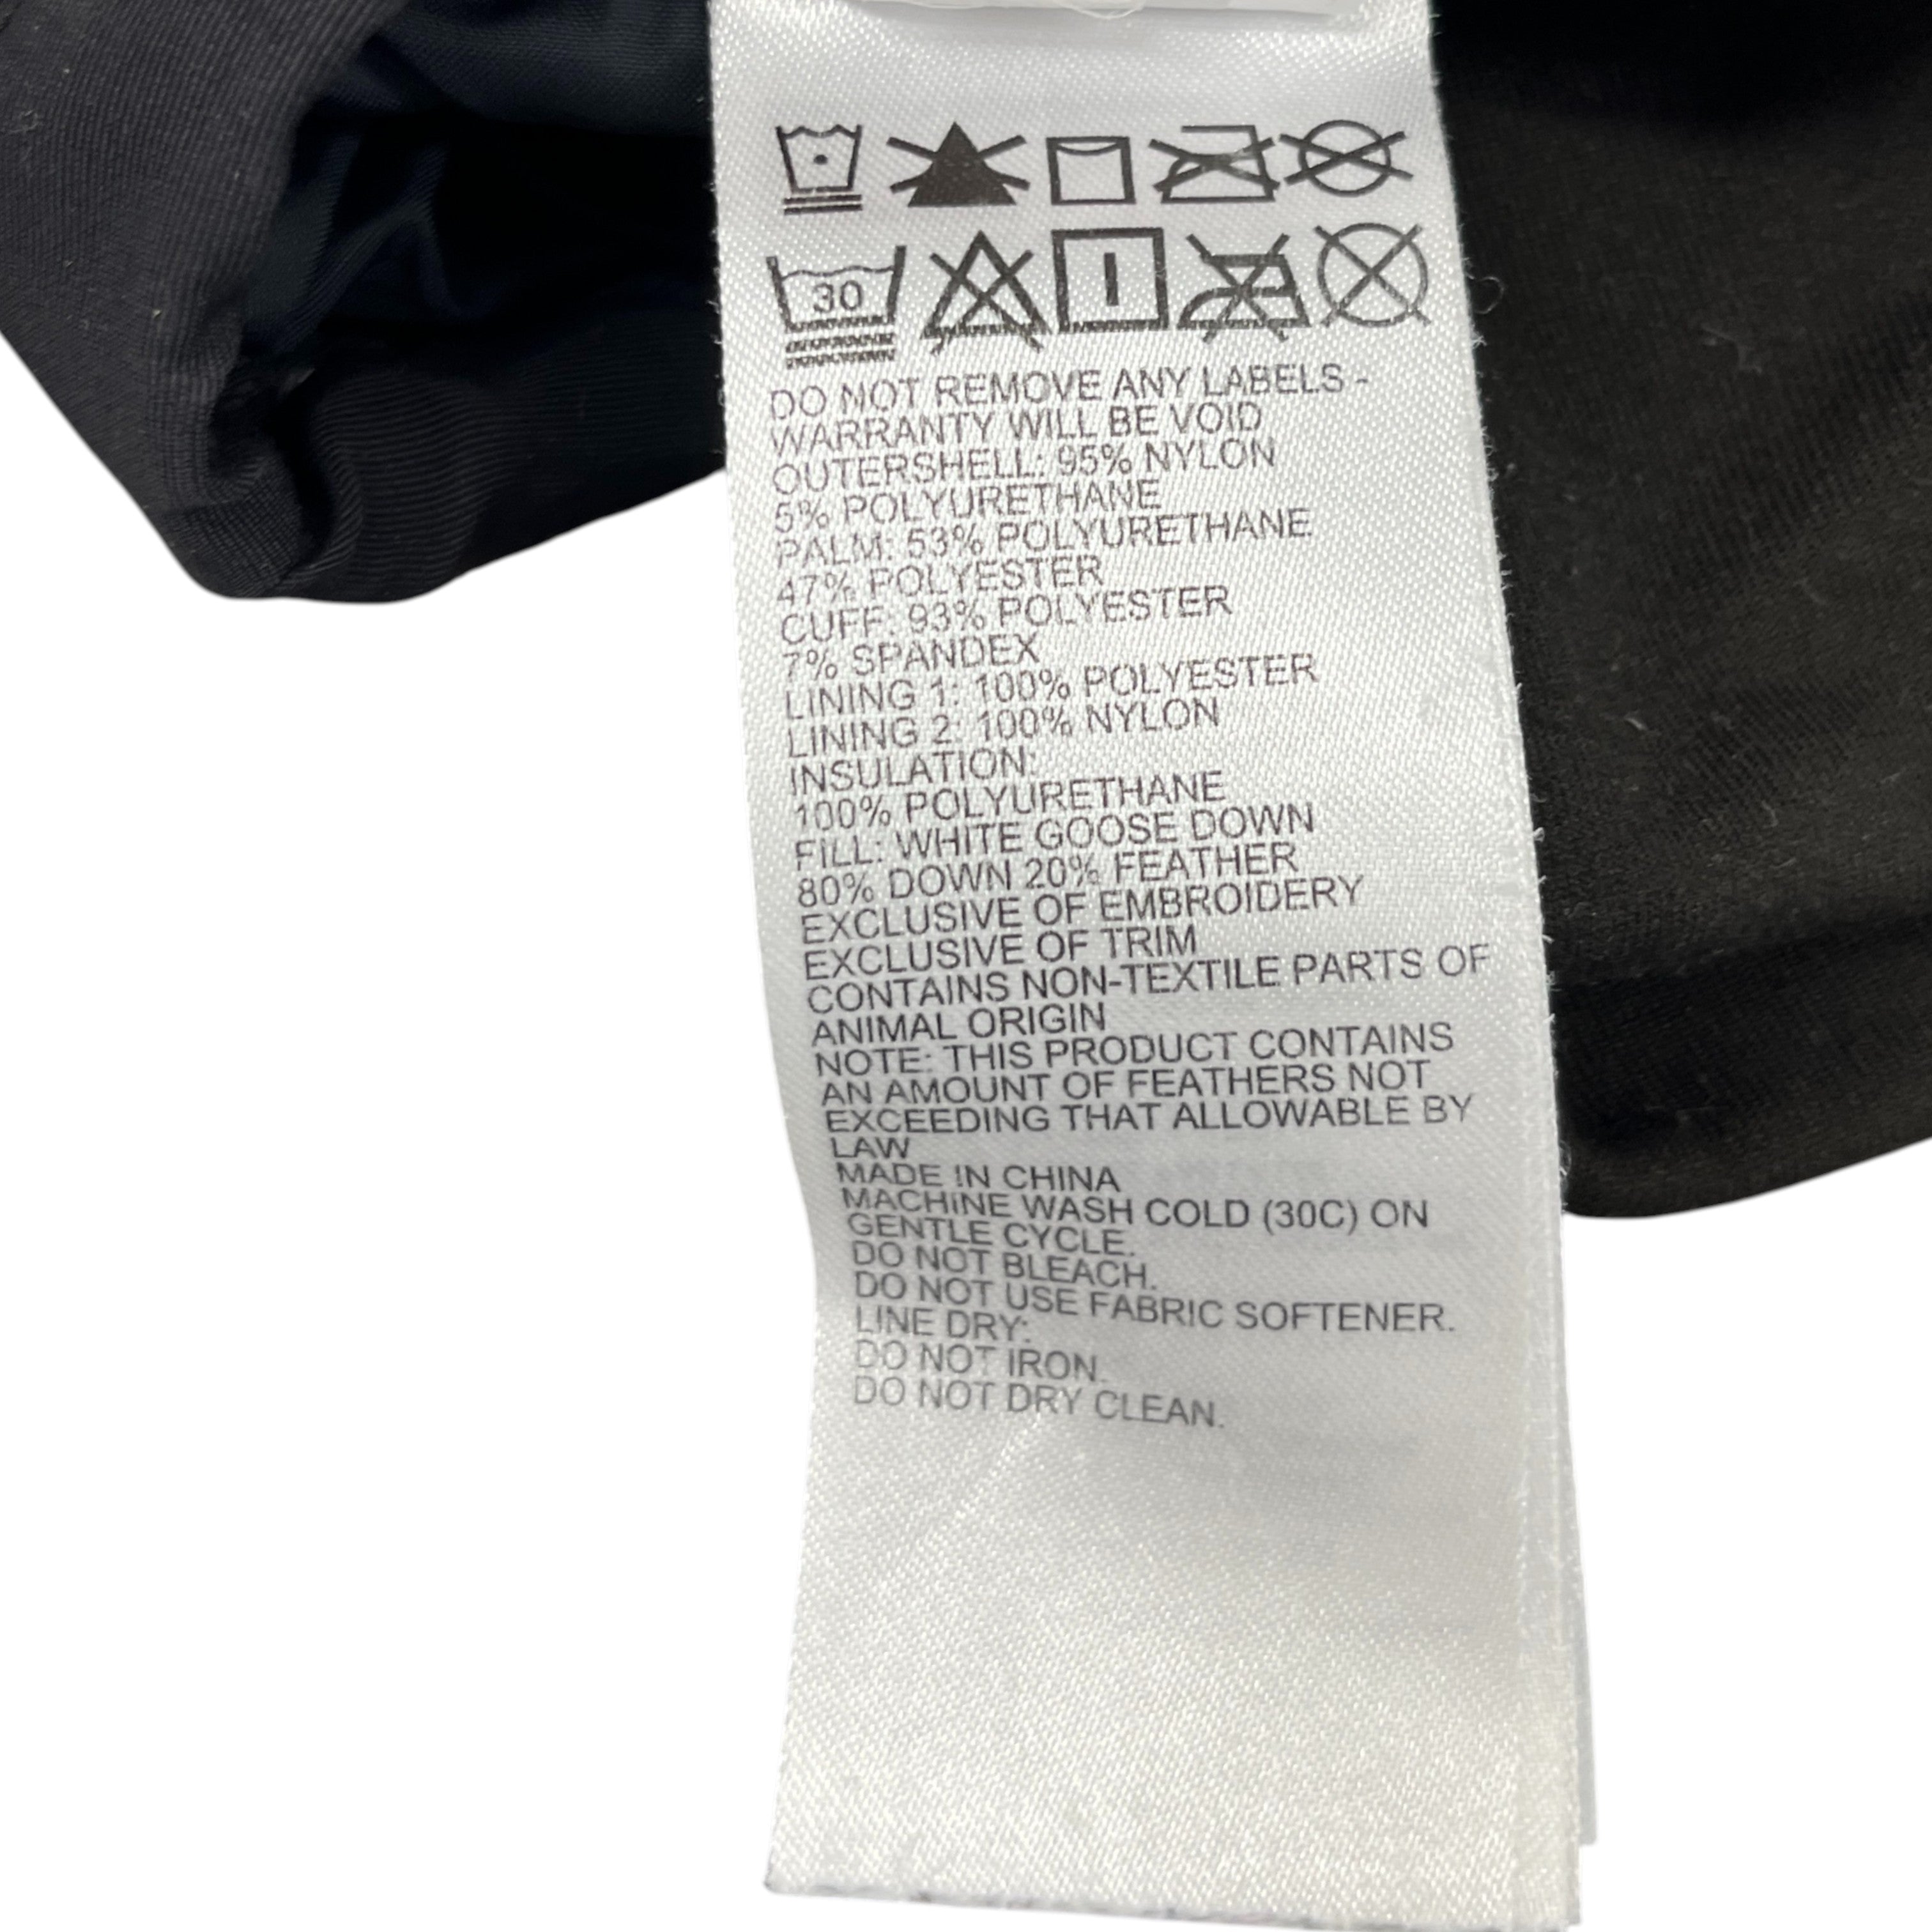 30
DO NOT REMOVE ANY LABELS -
WARRANTY WILL BE VOID
OUTERSHELL: 95% NYLON
5% POLYURETHANE
PALM: 53% POLYURETHANE
47% POLYESTER
CUFF: 93% POLYESTER
7% SPANDEX
LINING 1: 100% POLYESTER
LINING 2: 100% NYLON
INSULATION:
100% POLYURETHANE
FILL: WHITE GOOSE DOWN
80% DOWN 20% FEATHER
EXCLUSIVE OF EMBROIDERY
EXCLUSIVE OF TRIM
CONTAINS NON-TEXTILE PARTS OF
ANIMAL ORIGIN
NOTE: THIS PRODUCT CONTAINS
AN AMOUNT OF FEATHERS NOT
EXCEEDING THAT ALLOWABLE BY
LAW
MADE IN CHINA
MACHINE WASH COLD (30C) ON
GENTLE CYCLE.
DO NOT BLEACH.
DO NOT USE FABRIC SOFTENER.
LINE DRY:
DO NOT IRON.
DO NOT DRY CLEAN.